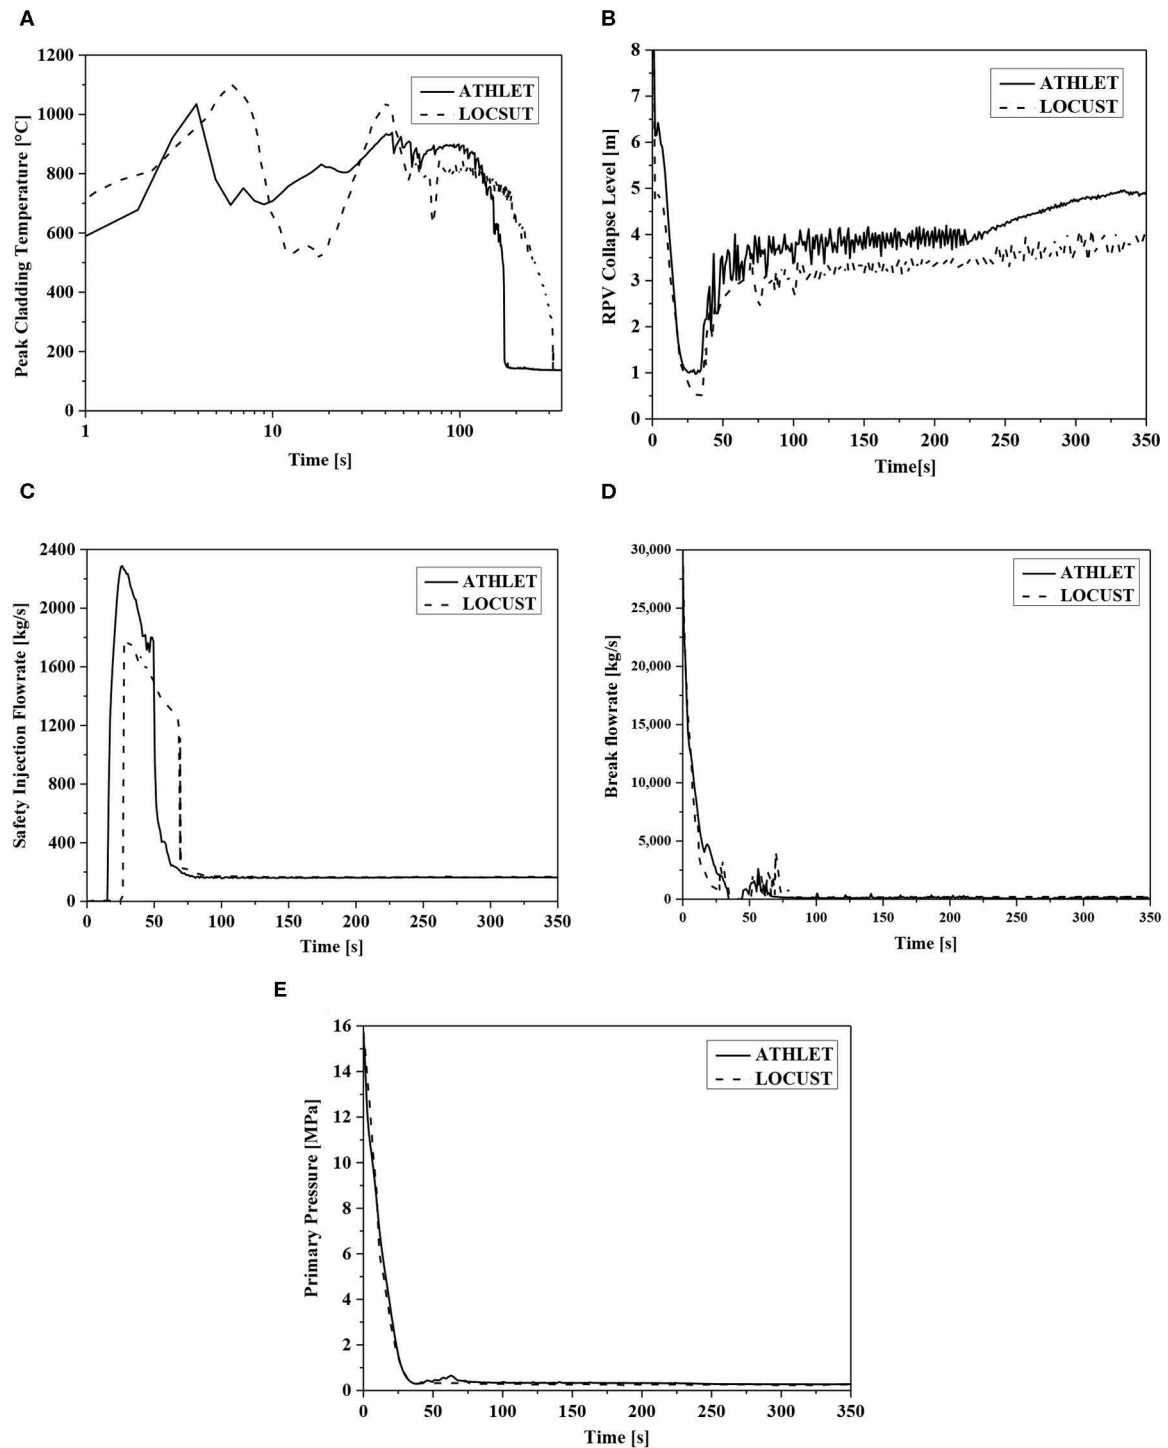 A
Peak Cladding Temperature [°C]
1200
1000
800
600
400
200
0
ATHLET
LOCSUT
1 10 100
Time [s]
B
RPV Collapse Level [m]
8
7
6
5
4
3
2
1
0
ATHLET
LOCUST
0 50 100 150 200 250 300 350
Time[s]
C
Safety Injection Flowrate [kg/s]
2400
2000
1600
1200
800
400
0
ATHLET
LOCUST
0 50 100 150 200 250 300 350
Time [s]
D
Break flowrate [kg/s]
30,000
25,000
20,000
15,000
10,000
5,000
0
ATHLET
LOCUST
0 50 100 150 200 250 300 350
Time [s]
E
Primary Pressure [MPa]
16
14
12
10
8
6
4
2
0
ATHLET
LOCUST
0 50 100 150 200 250 300 350
Time [s]